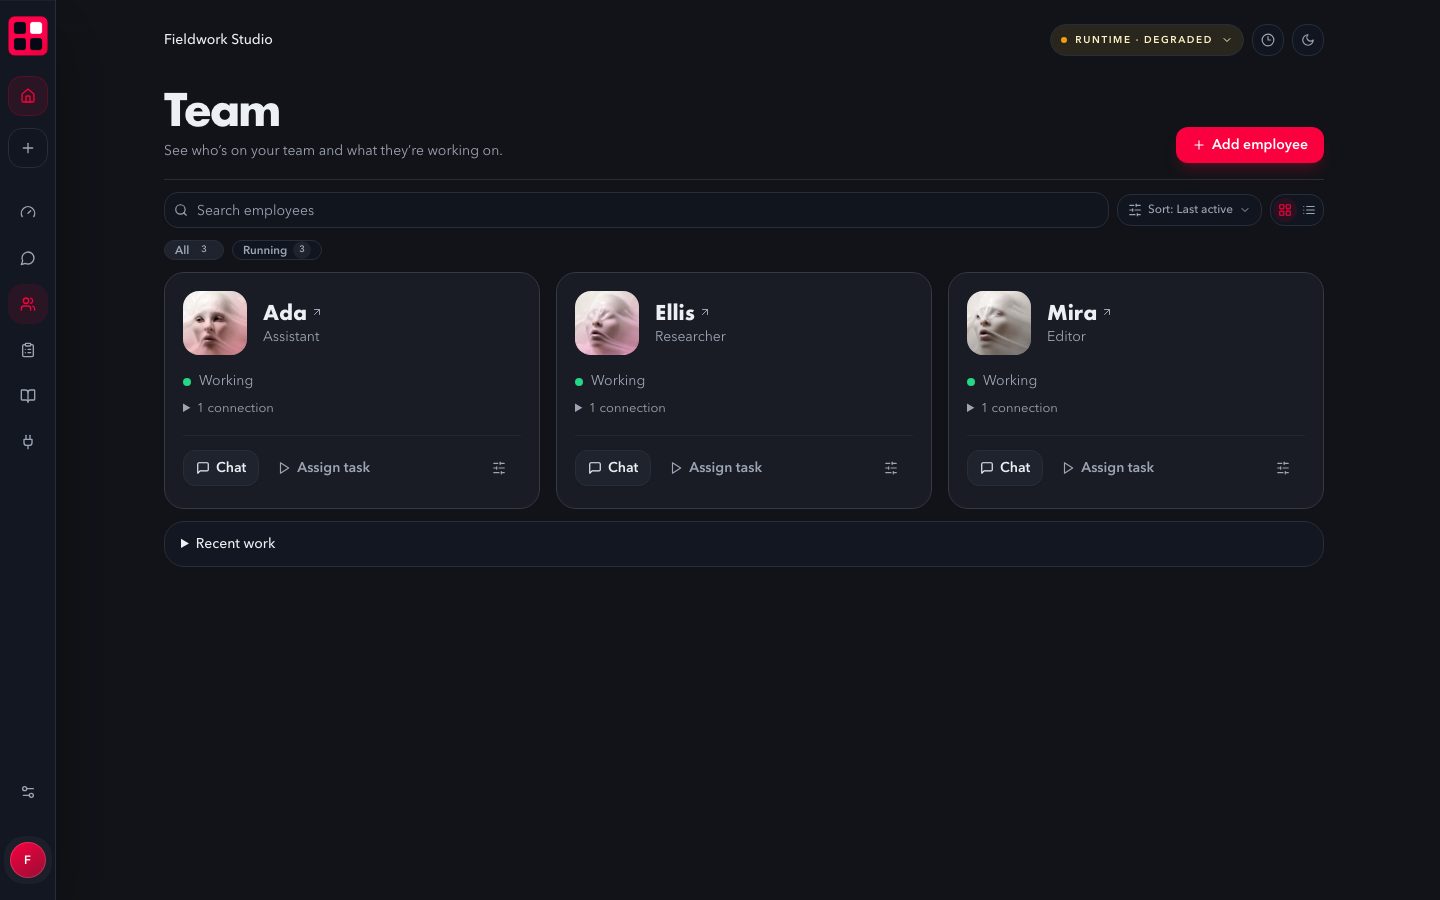 Fieldwork Studio
RUNTIME · DEGRADED
Team
See who’s on your team and what they’re working on.
Add employee
Search employees
Sort: Last active
All 3
Running 3
Ada
Assistant
Working
1 connection
Chat
Assign task
Ellis
Researcher
Working
1 connection
Chat
Assign task
Mira
Editor
Working
1 connection
Chat
Assign task
Recent work
F